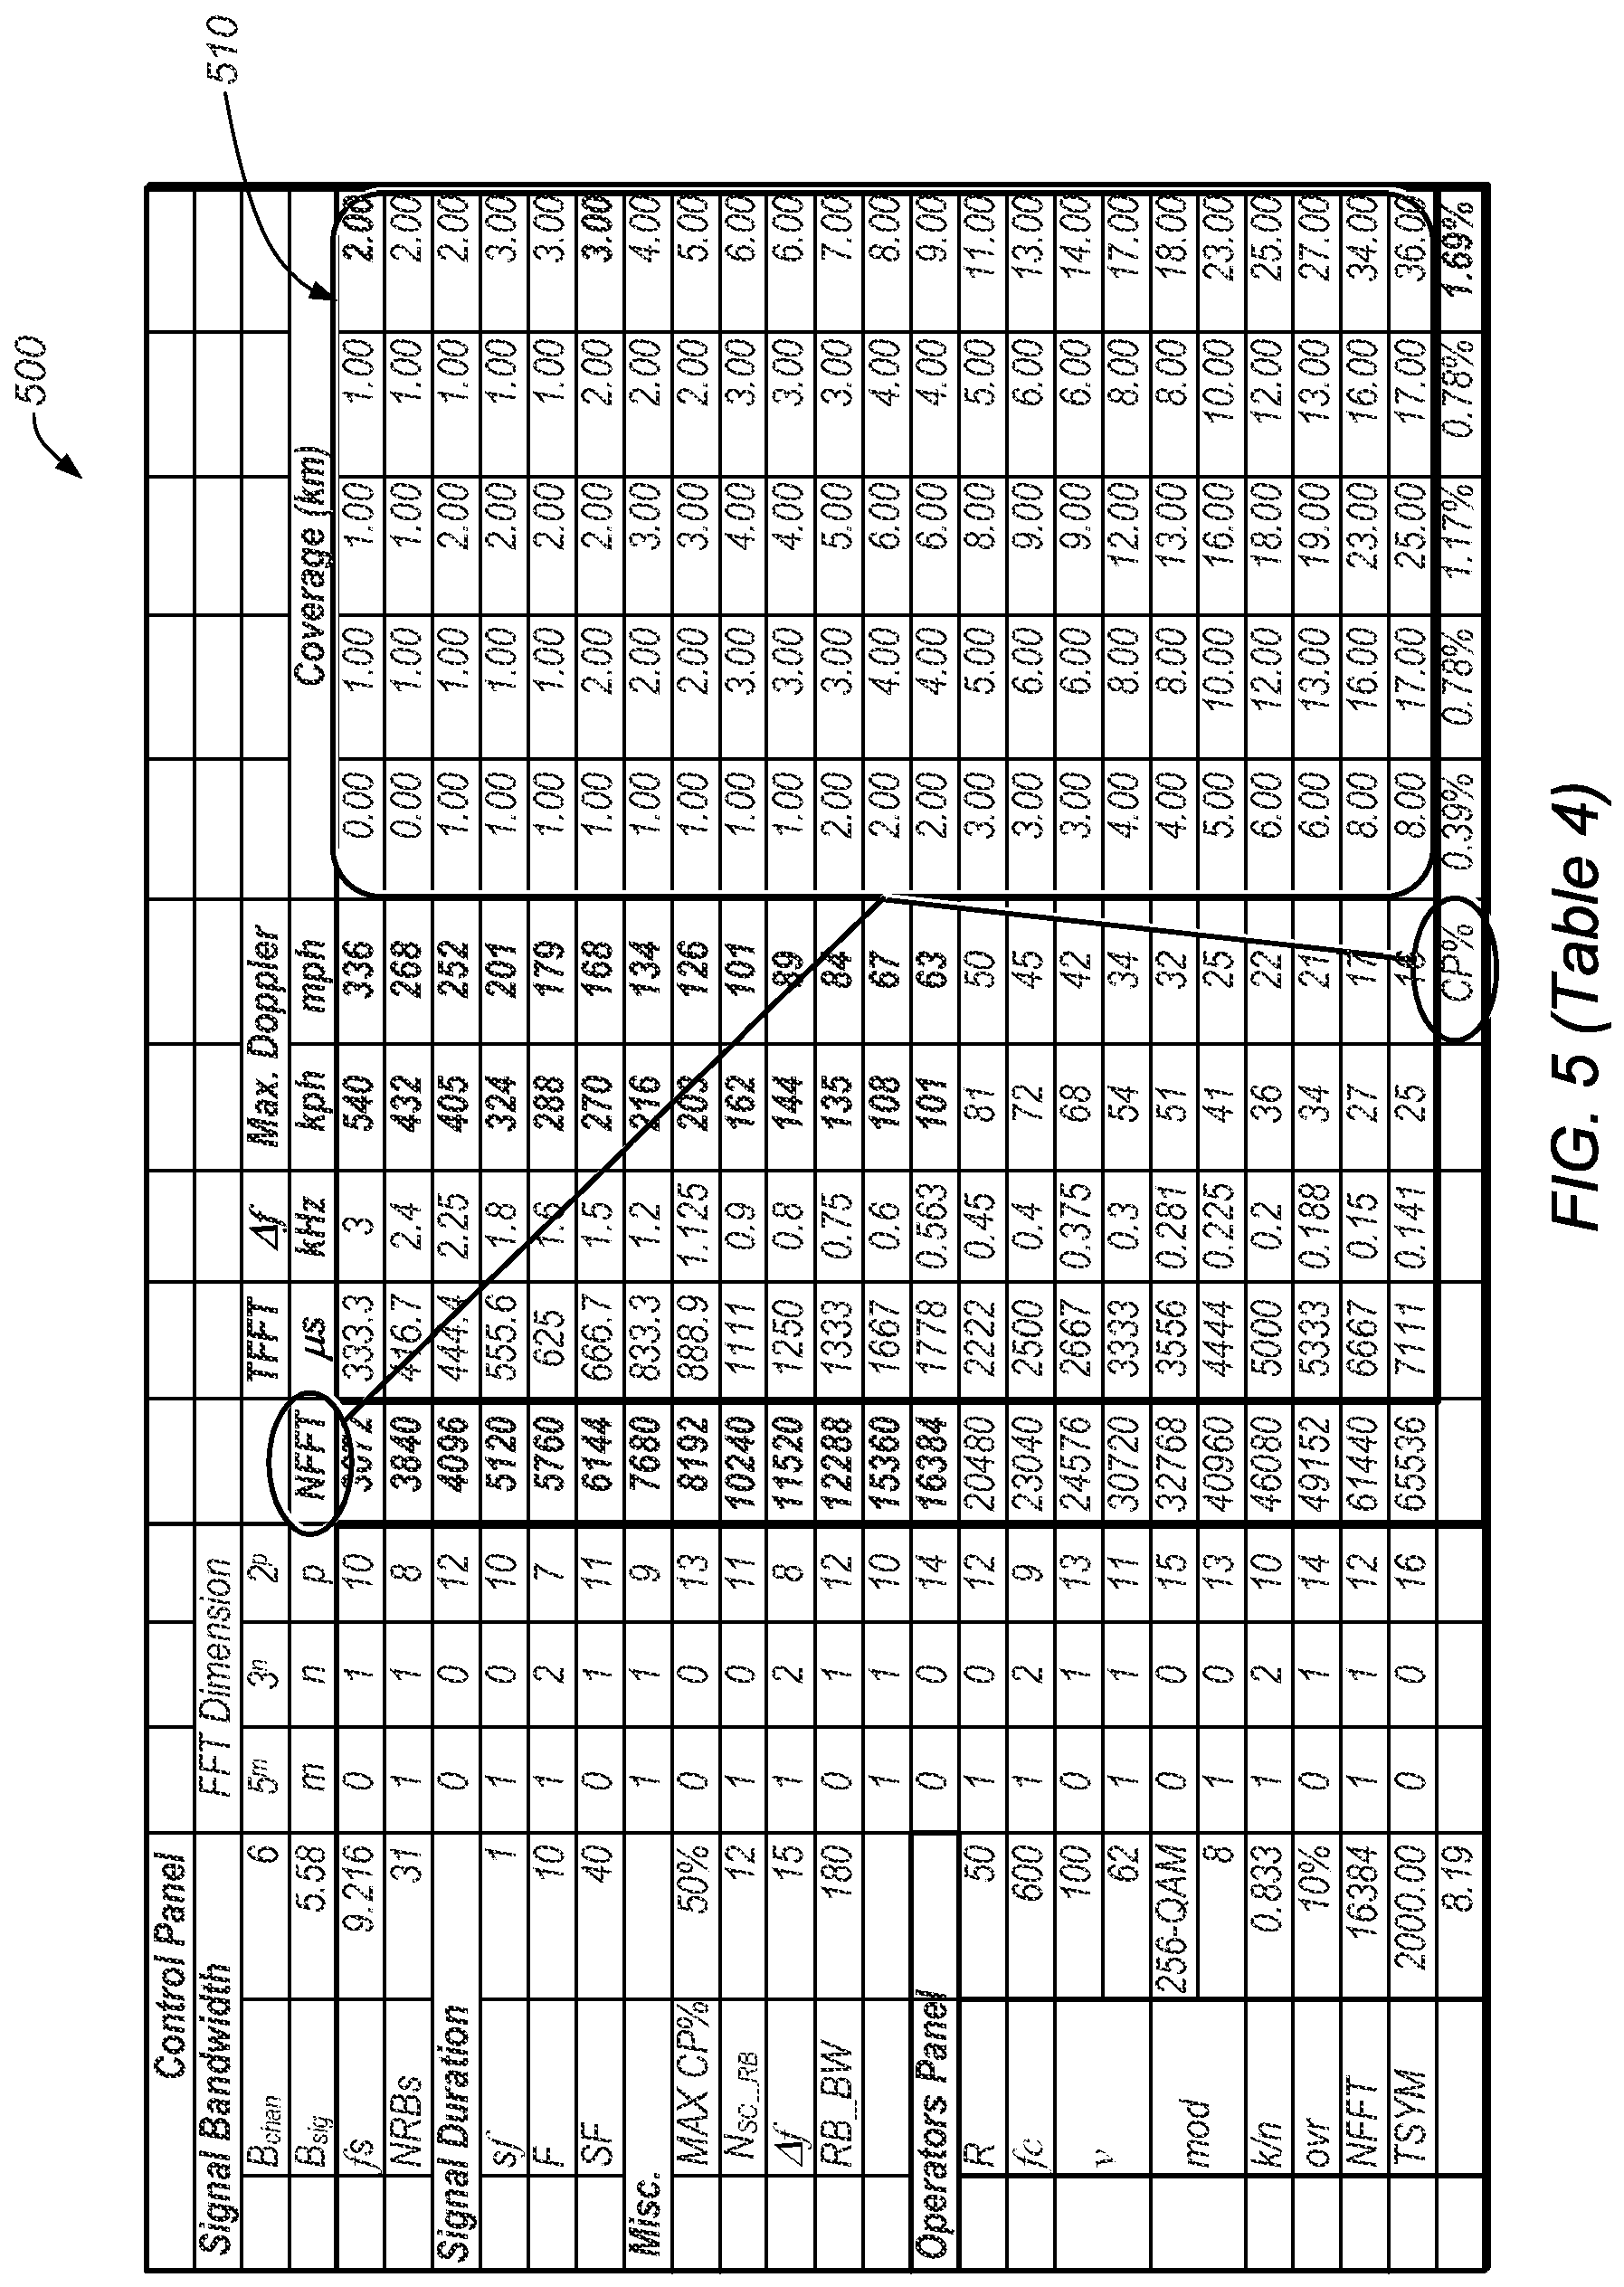 500
510
Control Panel
Signal Bandwidth FFT Dimension
Bchan 6 5^m 3^n 2^p TFFT Δf Max. Doppler
Bsig 5.58 m n p NFFT μs kHz kph mph Coverage (km)
fs 9.216 0 1 10 3072 333.3 3 540 336 0.00 1.00 1.00 1.00 2.00
NRBs 31 1 1 8 3840 416.7 2.4 432 268 0.00 1.00 1.00 1.00 2.00
Signal Duration 0 0 12 4096 444.4 2.25 405 252 1.00 1.00 2.00 1.00 2.00
sf 1 1 0 10 5120 555.6 1.8 324 201 1.00 1.00 2.00 1.00 3.00
F 10 1 2 7 5760 625 1.6 288 179 1.00 1.00 2.00 1.00 3.00
SF 40 0 1 11 6144 666.7 1.5 270 168 1.00 2.00 2.00 2.00 3.00
Misc. 1 1 9 7680 833.3 1.2 216 134 1.00 2.00 3.00 2.00 4.00
MAX CP% 50% 0 0 13 8192 888.9 1.125 203 126 1.00 2.00 3.00 2.00 5.00
Nsc_RB 12 1 0 11 10240 1111 0.9 162 101 1.00 3.00 4.00 3.00 6.00
Δf 15 1 2 8 11520 1250 0.8 144 89 1.00 3.00 4.00 3.00 6.00
RB_BW 180 0 1 12 12288 1333 0.75 135 84 2.00 3.00 5.00 3.00 7.00
1 1 10 15360 1667 0.6 108 67 2.00 4.00 6.00 4.00 8.00
Operators Panel 0 0 14 16384 1778 0.563 101 63 2.00 4.00 6.00 4.00 9.00
R 50 1 0 12 20480 2222 0.45 81 50 3.00 5.00 8.00 5.00 11.00
fc 600 1 2 9 23040 2500 0.4 72 45 3.00 6.00 9.00 6.00 13.00
v 100 0 1 13 24576 2667 0.375 68 42 3.00 6.00 9.00 6.00 14.00
62 1 1 11 30720 3333 0.3 54 34 4.00 8.00 12.00 8.00 17.00
mod 256-QAM 0 0 15 32768 3556 0.281 51 32 4.00 8.00 13.00 8.00 18.00
8 1 0 13 40960 4444 0.225 41 25 5.00 10.00 16.00 10.00 23.00
k/n 0.833 1 2 10 46080 5000 0.2 36 22 6.00 12.00 18.00 12.00 25.00
ovr 10% 0 1 14 49152 5333 0.188 34 21 6.00 13.00 19.00 13.00 27.00
NFFT 16384 1 1 12 61440 6667 0.15 27 17 8.00 16.00 23.00 16.00 34.00
TSYM 2000.00 0 0 16 65536 7111 0.141 25 16 8.00 17.00 25.00 17.00 36.00
8.19 CP% 0.39% 0.78% 1.17% 0.78% 1.69%
FIG. 5 (Table 4)